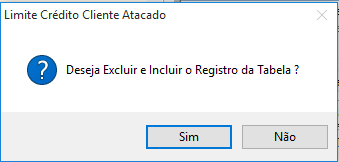 Limite Crédito Cliente Atacado
Deseja Excluir e Incluir o Registro da Tabela ?
Sim
Não